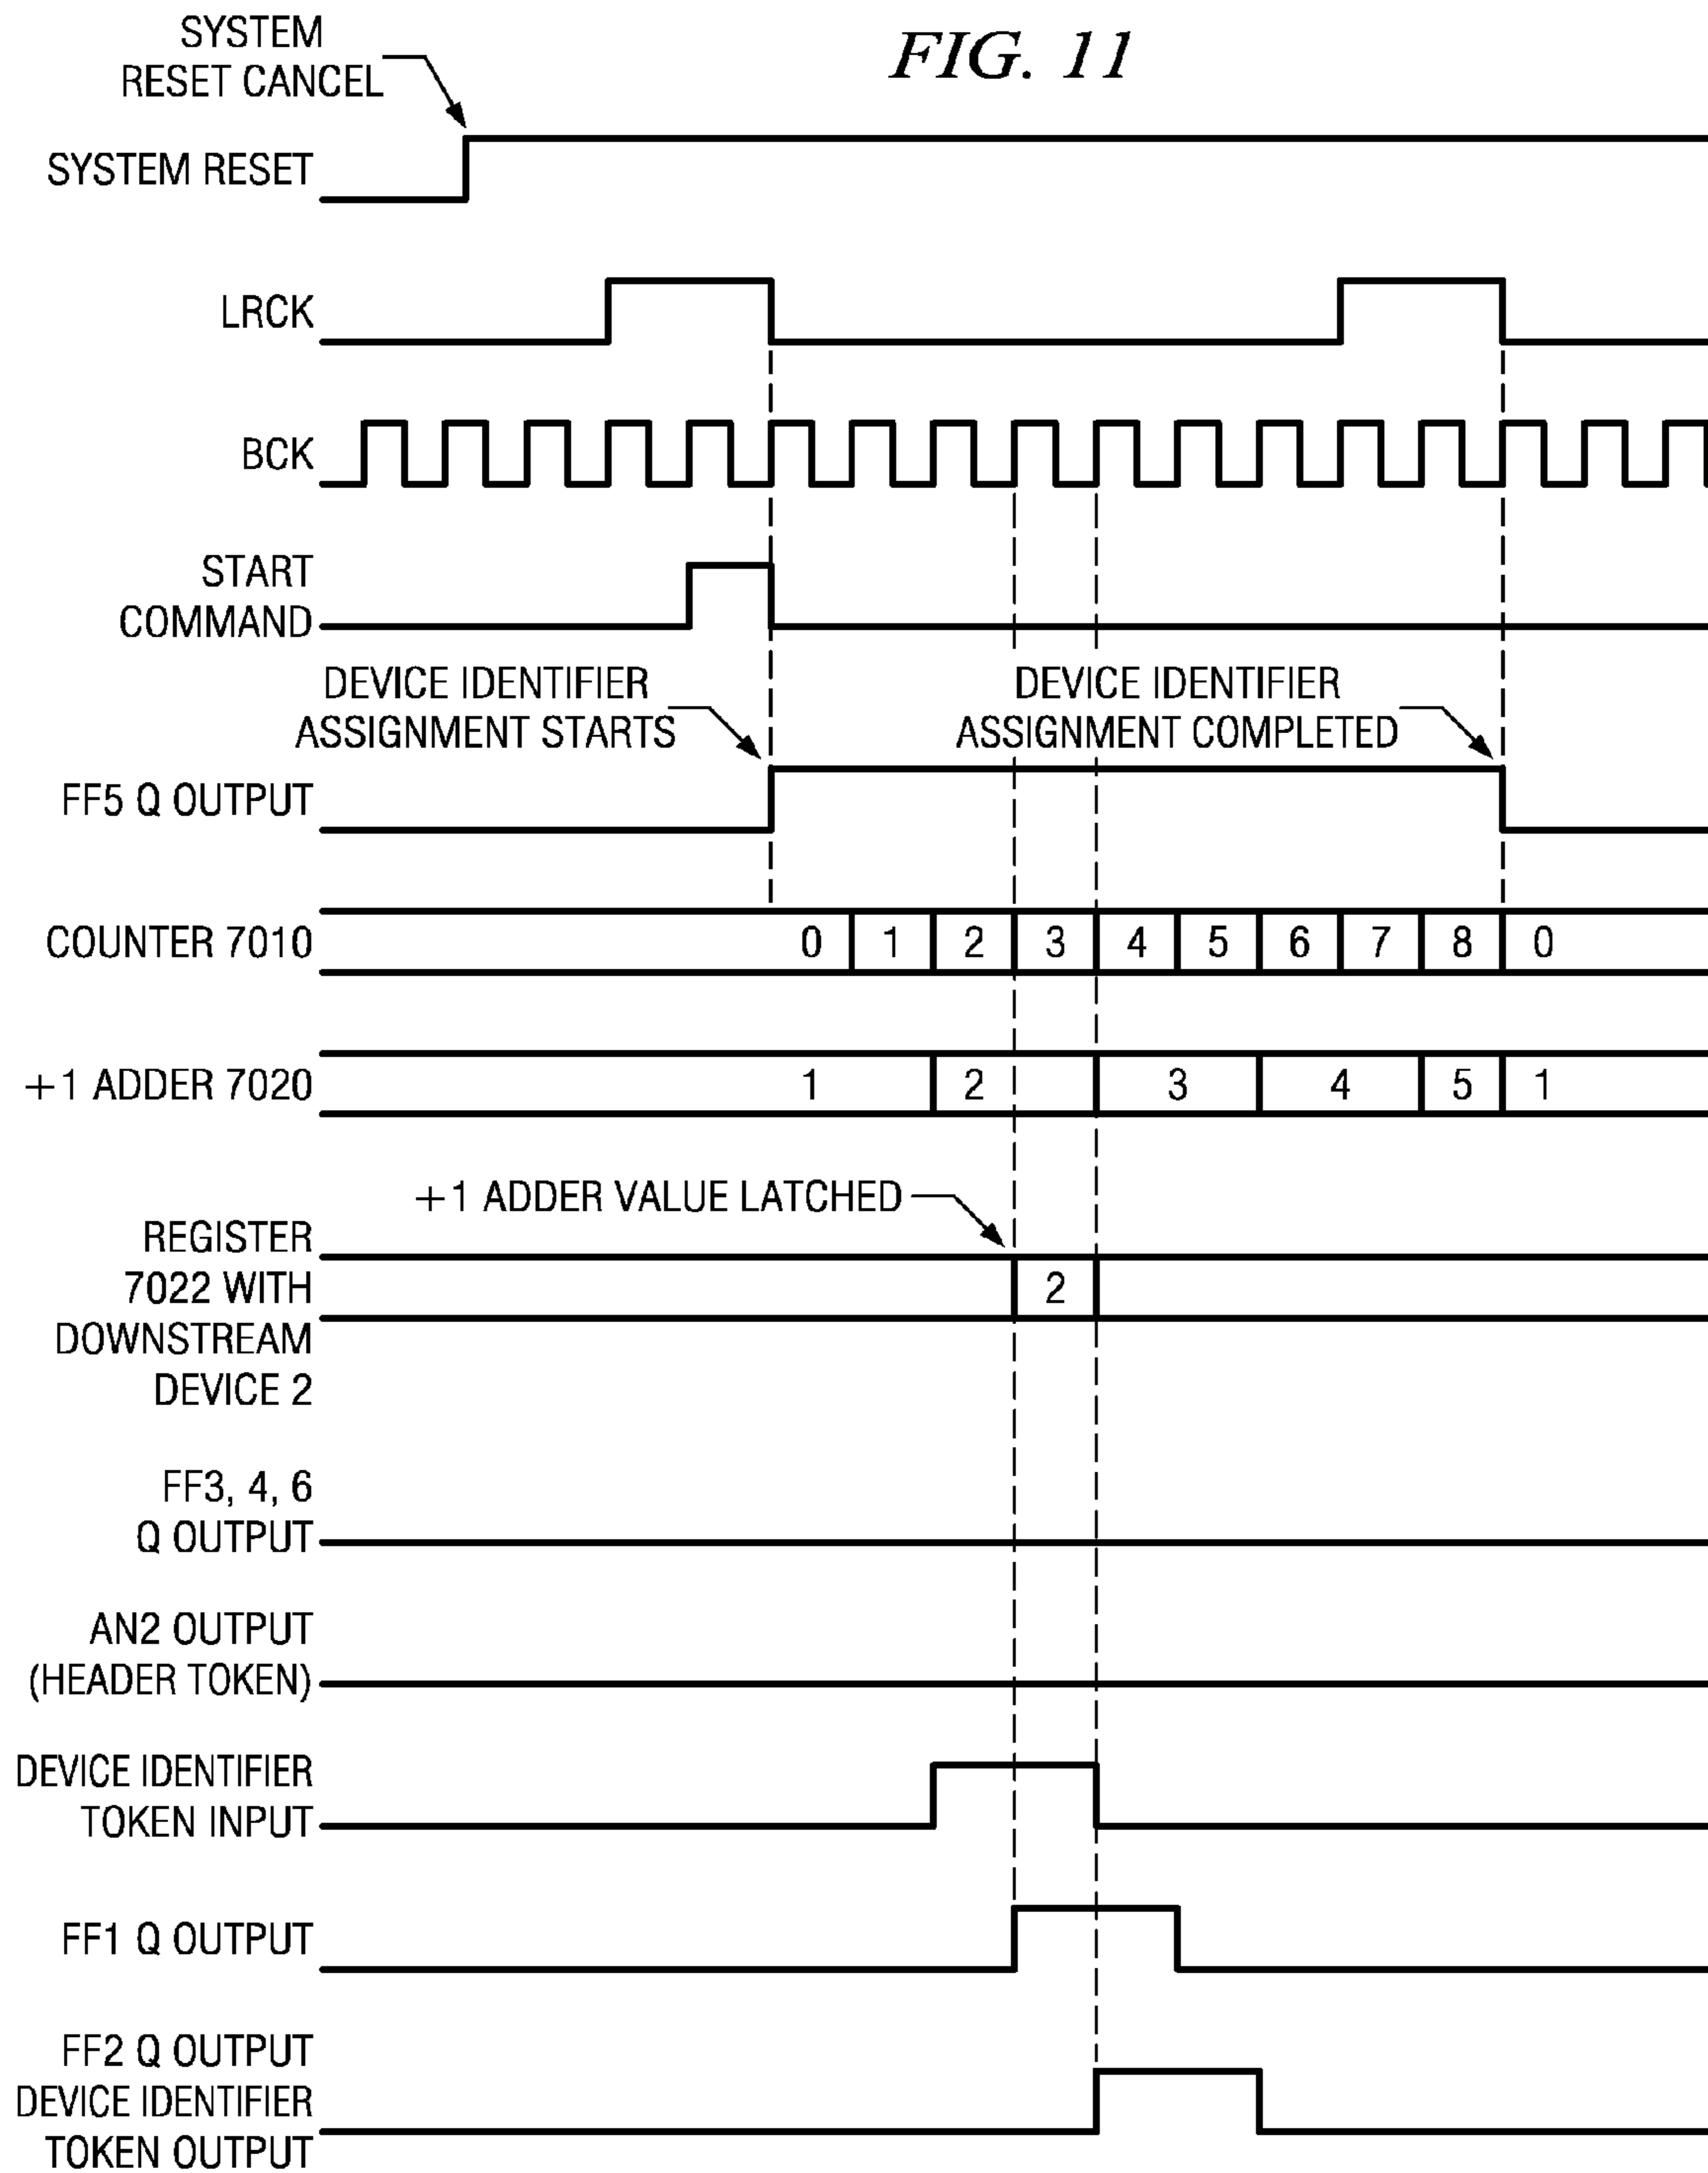 SYSTEM
RESET CANCEL
FIG. 11
SYSTEM RESET
LRCK
BCK
START
COMMAND
DEVICE IDENTIFIER
ASSIGNMENT STARTS
DEVICE IDENTIFIER
ASSIGNMENT COMPLETED
FF5 Q OUTPUT
COUNTER 7010 0 1 2 3 4 5 6 7 8 0
+1 ADDER 7020 1 2 3 4 5 1
+1 ADDER VALUE LATCHED
REGISTER
7022 WITH 2
DOWNSTREAM
DEVICE 2
FF3, 4, 6
Q OUTPUT
AN2 OUTPUT
(HEADER TOKEN)
DEVICE IDENTIFIER
TOKEN INPUT
FF1 Q OUTPUT
FF2 Q OUTPUT
DEVICE IDENTIFIER
TOKEN OUTPUT